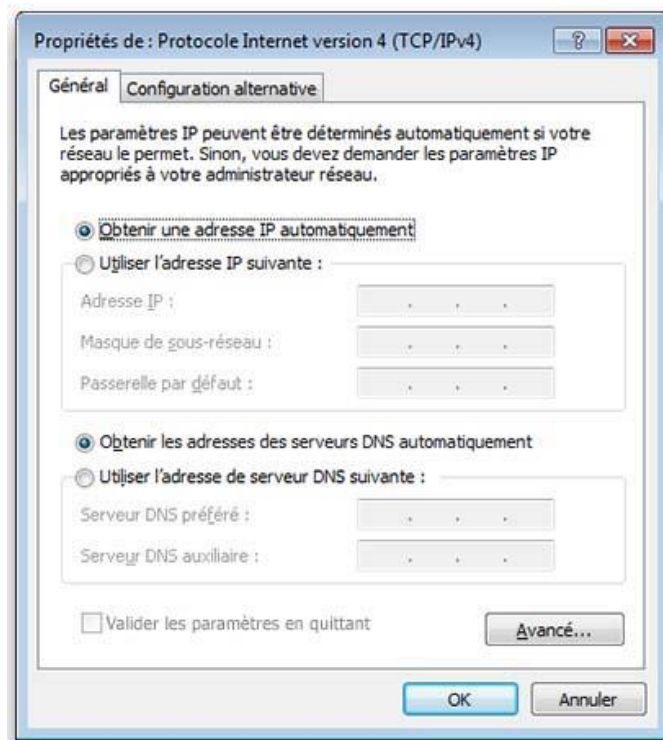 Propriétés de : Protocole Internet version 4 (TCP/IPv4)
?
Général
Configuration alternative
Les paramètres IP peuvent être déterminés automatiquement si votre
réseau le permet. Sinon, vous devez demander les paramètres IP
appropriés à votre administrateur réseau.
Obtenir une adresse IP automatiquement
Utiliser l'adresse IP suivante :
Adresse IP :
Masque de sous-réseau :
Passerelle par défaut :
Obtenir les adresses des serveurs DNS automatiquement
Utiliser l'adresse de serveur DNS suivante :
Serveur DNS préféré :
Serveur DNS auxiliaire :
Valider les paramètres en quittant
Avancé...
OK
Annuler